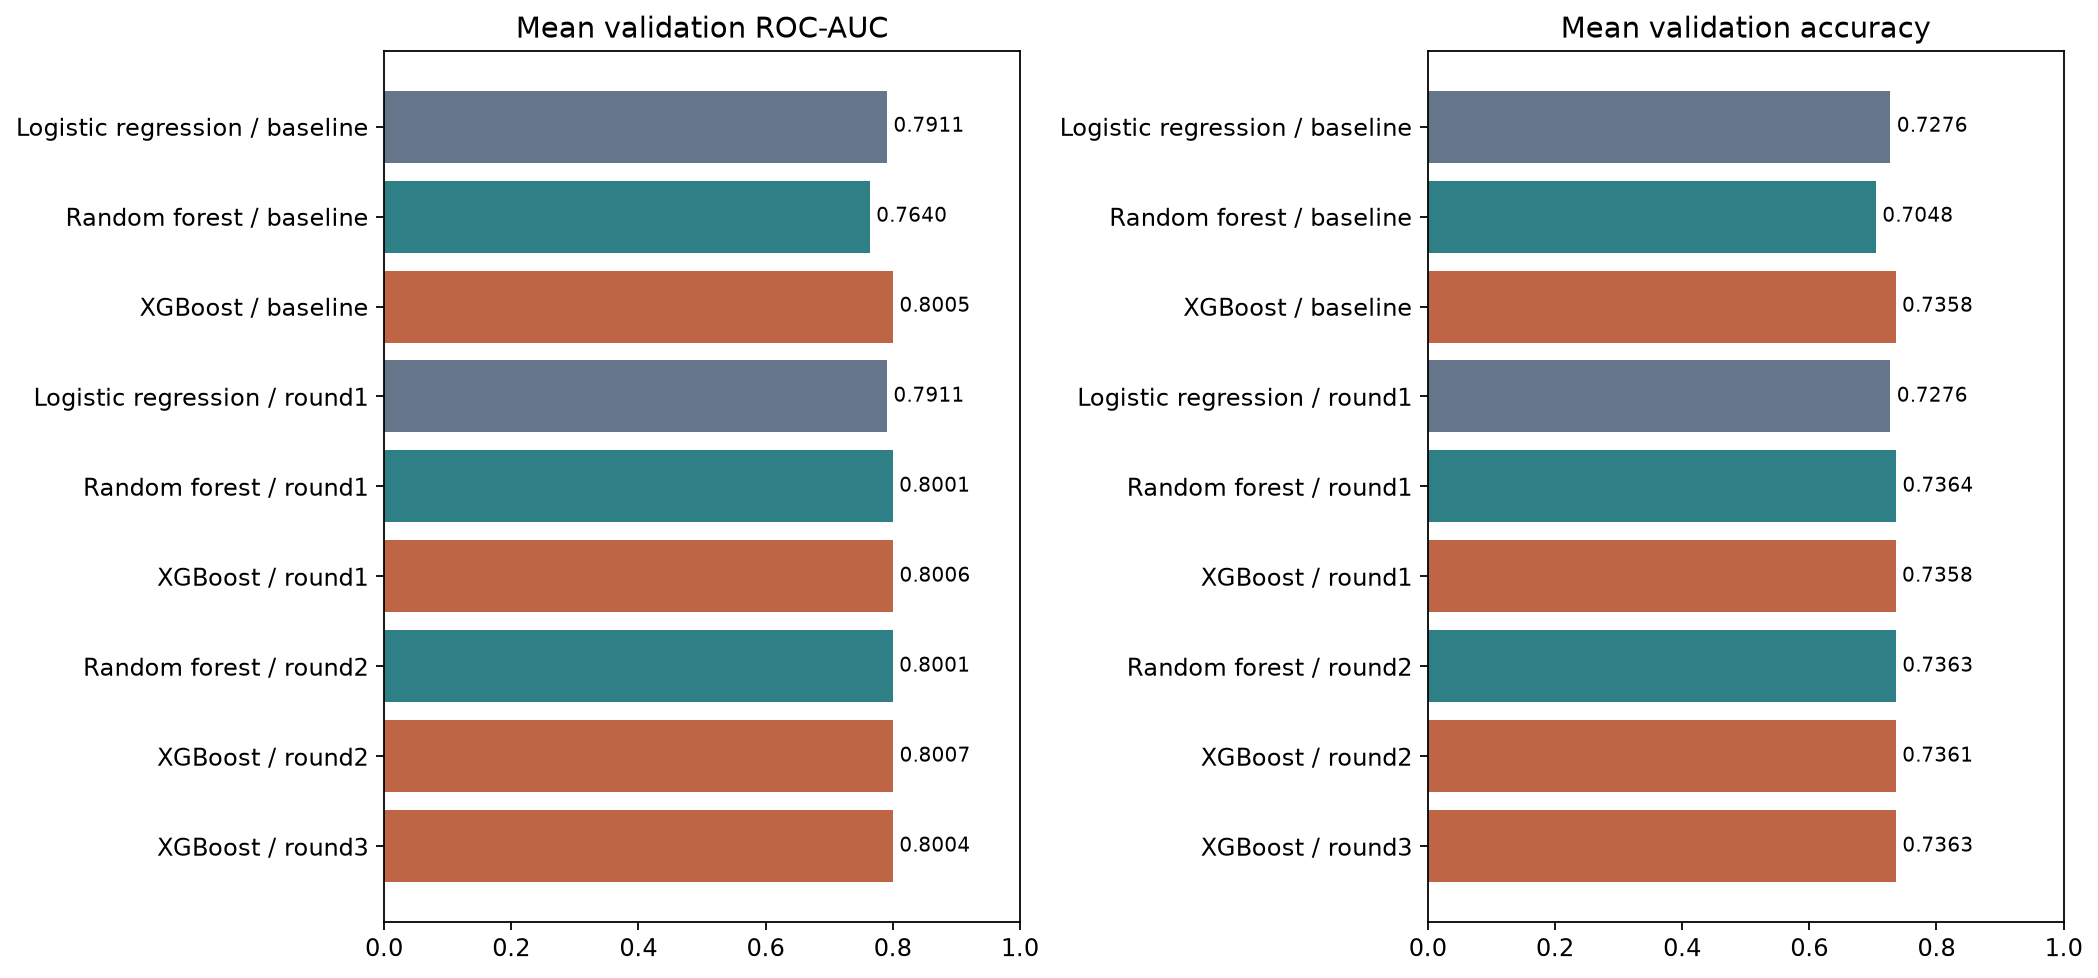 Mean validation ROC-AUC
Logistic regression / baseline
0.7911
Random forest / baseline
0.7640
XGBoost / baseline
0.8005
Logistic regression / round1
0.7911
Random forest / round1
0.8001
XGBoost / round1
0.8006
Random forest / round2
0.8001
XGBoost / round2
0.8007
XGBoost / round3
0.8004
0.0 0.2 0.4 0.6 0.8 1.0
Mean validation accuracy
Logistic regression / baseline
0.7276
Random forest / baseline
0.7048
XGBoost / baseline
0.7358
Logistic regression / round1
0.7276
Random forest / round1
0.7364
XGBoost / round1
0.7358
Random forest / round2
0.7363
XGBoost / round2
0.7361
XGBoost / round3
0.7363
0.0 0.2 0.4 0.6 0.8 1.0